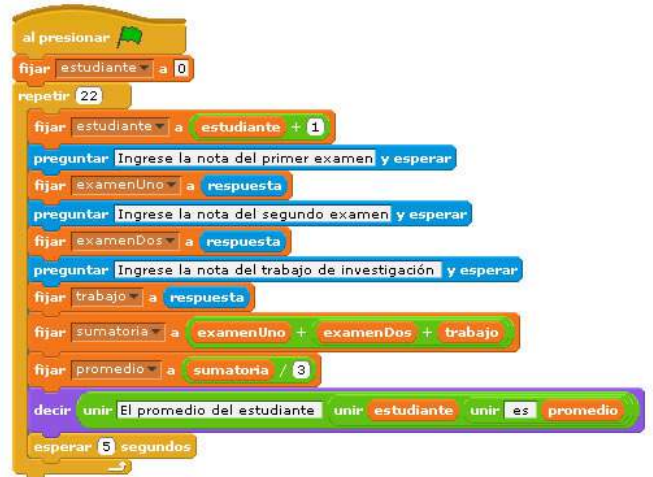 al presionar
fijar estudiante a 0
repetir 22
fijar estudiante a estudiante + 1
preguntar Ingrese la nota del primer examen y esperar
fijar examenUno a respuesta
preguntar Ingrese la nota del segundo examen y esperar
fijar examenDos a respuesta
preguntar Ingrese la nota del trabajo de investigación y esperar
fijar trabajo a respuesta
fijar sumatoria a examenUno + examenDos + trabajo
fijar promedio a sumatoria / 3
decir unir El promedio del estudiante unir estudiante unir es promedio
esperar 5 segundos